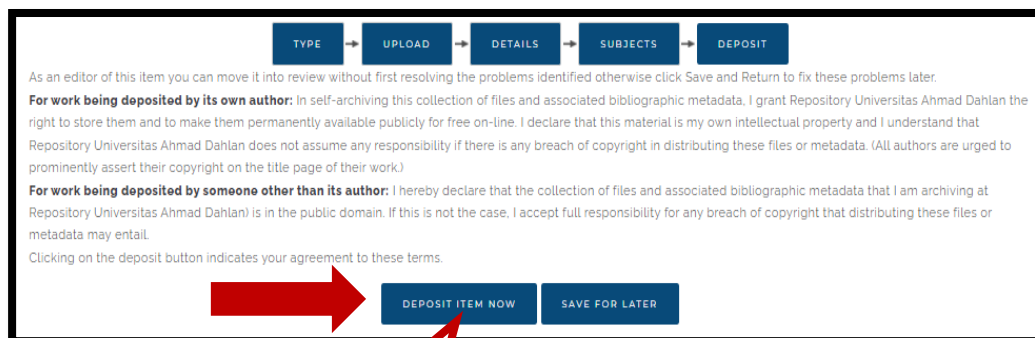 TYPE UPLOAD DETAILS SUBJECTS DEPOSIT
As an editor of this item you can move it into review without first resolving the problems identified otherwise click Save and Return to fix these problems later.
For work being deposited by its own author: In self-archiving this collection of files and associated bibliographic metadata, I grant Repository Universitas Ahmad Dahlan the
right to store them and to make them permanently available publicly for free on-line. I declare that this material is my own intellectual property and I understand that
Repository Universitas Ahmad Dahlan does not assume any responsibility if there is any breach of copyright in distributing these files or metadata. (All authors are urged to
prominently assert their copyright on the title page of their work.)
For work being deposited by someone other than its author: I hereby declare that the collection of files and associated bibliographic metadata that I am archiving at
Repository Universitas Ahmad Dahlan) is in the public domain. If this is not the case, I accept full responsibility for any breach of copyright that distributing these files or
metadata may entail.
Clicking on the deposit button indicates your agreement to these terms.
DEPOSIT ITEM NOW SAVE FOR LATER